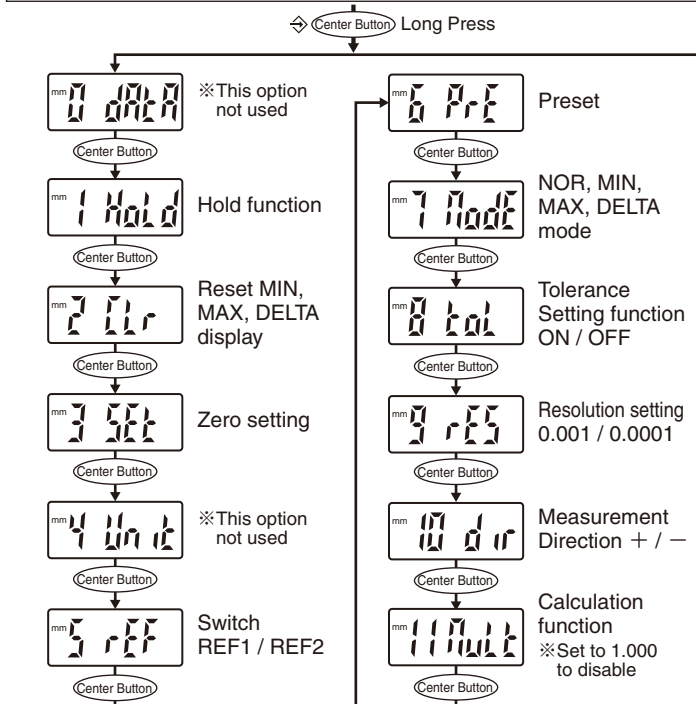 Center Button Long Press
mm 0 dAtA
※This option
not used
Center Button
mm 1 HoLd
Hold function
Center Button
mm 2 CLr
Reset MIN,
MAX, DELTA
display
Center Button
mm 3 SEt
Zero setting
Center Button
mm 4 Unit
※This option
not used
Center Button
mm 5 rEF
Switch
REF1 / REF2
Center Button
mm 6 PrE
Preset
Center Button
mm 7 ModE
NOR, MIN,
MAX, DELTA
mode
Center Button
mm 8 toL
Tolerance
Setting function
ON / OFF
Center Button
mm 9 rES
Resolution setting
0.001 / 0.0001
Center Button
mm 10 dir
Measurement
Direction + / −
Center Button
mm 11 MuLt
Calculation
function
※Set to 1.000
to disable
Center Button